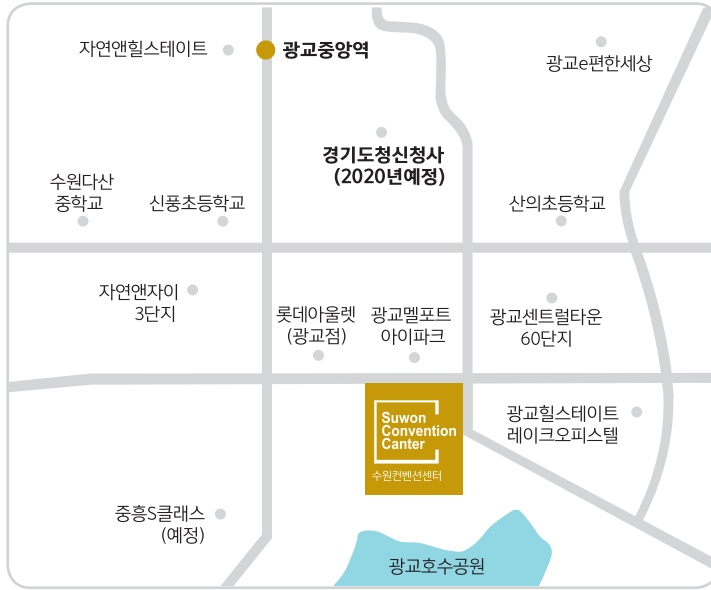 자연앤힐스테이트
광교중앙역
광교e편한세상
경기도청신청사
(2020년예정)
수원다산
중학교
신풍초등학교
산의초등학교
자연앤자이
3단지
롯데아울렛
(광교점)
광교멜포트
아이파크
광교센트럴타운
60단지
Suwon
Convention
Canter
수원컨벤션센터
광교힐스테이트
레이크오피스텔
중흥S클래스
(예정)
광교호수공원